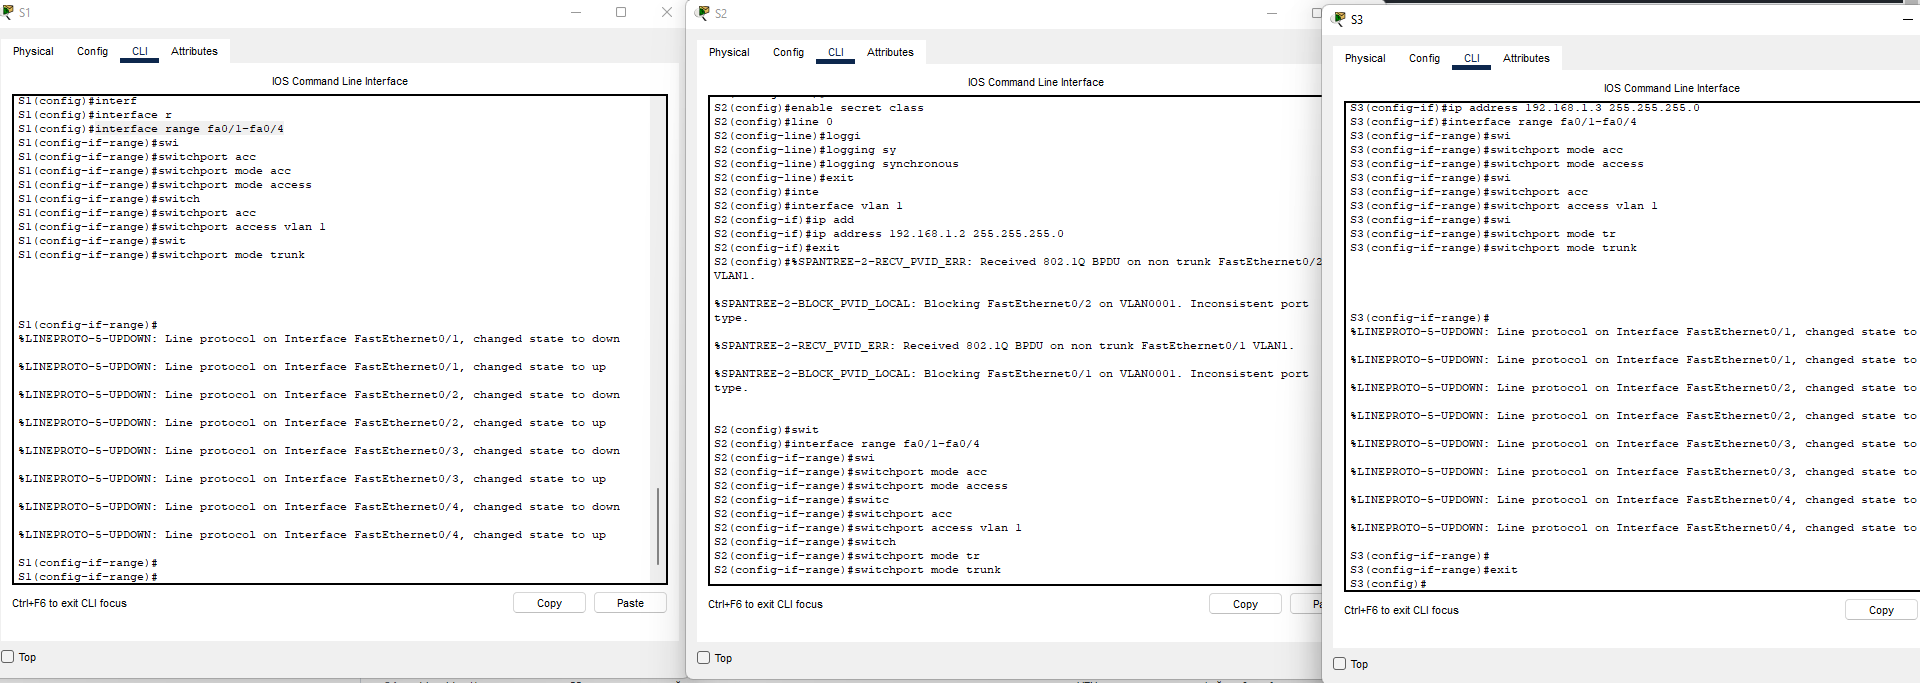 S1
Physical Config CLI Attributes
IOS Command Line Interface
S1(config)#interf
S1(config)#interface r
S1(config)#interface range fa0/1-fa0/4
S1(config-if-range)#swi
S1(config-if-range)#switchport acc
S1(config-if-range)#switchport mode acc
S1(config-if-range)#switchport mode access
S1(config-if-range)#switch
S1(config-if-range)#switchport acc
S1(config-if-range)#switchport access vlan 1
S1(config-if-range)#swit
S1(config-if-range)#switchport mode trunk
S1(config-if-range)#
%LINEPROTO-5-UPDOWN: Line protocol on Interface FastEthernet0/1, changed state to down
%LINEPROTO-5-UPDOWN: Line protocol on Interface FastEthernet0/1, changed state to up
%LINEPROTO-5-UPDOWN: Line protocol on Interface FastEthernet0/2, changed state to down
%LINEPROTO-5-UPDOWN: Line protocol on Interface FastEthernet0/2, changed state to up
%LINEPROTO-5-UPDOWN: Line protocol on Interface FastEthernet0/3, changed state to down
%LINEPROTO-5-UPDOWN: Line protocol on Interface FastEthernet0/3, changed state to up
%LINEPROTO-5-UPDOWN: Line protocol on Interface FastEthernet0/4, changed state to down
%LINEPROTO-5-UPDOWN: Line protocol on Interface FastEthernet0/4, changed state to up
S1(config-if-range)#
S1(config-if-range)#
Ctrl+F6 to exit CLI focus
Copy Paste
Top
S2
Physical Config CLI Attributes
IOS Command Line Interface
S2(config)#enable secret class
S2(config)#line 0
S2(config-line)#loggi
S2(config-line)#logging sy
S2(config-line)#logging synchronous
S2(config-line)#exit
S2(config)#inte
S2(config)#interface vlan 1
S2(config-if)#ip add
S2(config-if)#ip address 192.168.1.2 255.255.255.0
S2(config-if)#exit
S2(config)#%SPANTREE-2-RECV_PVID_ERR: Received 802.1Q BPDU on non trunk FastEthernet0/2
VLAN1.
%SPANTREE-2-BLOCK_PVID_LOCAL: Blocking FastEthernet0/2 on VLAN0001. Inconsistent port
type.
%SPANTREE-2-RECV_PVID_ERR: Received 802.1Q BPDU on non trunk FastEthernet0/1 VLAN1.
%SPANTREE-2-BLOCK_PVID_LOCAL: Blocking FastEthernet0/1 on VLAN0001. Inconsistent port
type.
S2(config)#swit
S2(config)#interface range fa0/1-fa0/4
S2(config-if-range)#swi
S2(config-if-range)#switchport mode acc
S2(config-if-range)#switchport mode access
S2(config-if-range)#switc
S2(config-if-range)#switchport acc
S2(config-if-range)#switchport access vlan 1
S2(config-if-range)#switch
S2(config-if-range)#switchport mode tr
S2(config-if-range)#switchport mode trunk
Ctrl+F6 to exit CLI focus
Copy
Top
S3
Physical Config CLI Attributes
IOS Command Line Interface
S3(config-if)#ip address 192.168.1.3 255.255.255.0
S3(config-if)#interface range fa0/1-fa0/4
S3(config-if-range)#swi
S3(config-if-range)#switchport mode acc
S3(config-if-range)#switchport mode access
S3(config-if-range)#swi
S3(config-if-range)#switchport acc
S3(config-if-range)#switchport access vlan 1
S3(config-if-range)#swi
S3(config-if-range)#switchport mode tr
S3(config-if-range)#switchport mode trunk
S3(config-if-range)#
%LINEPROTO-5-UPDOWN: Line protocol on Interface FastEthernet0/1, changed state to
%LINEPROTO-5-UPDOWN: Line protocol on Interface FastEthernet0/1, changed state to
%LINEPROTO-5-UPDOWN: Line protocol on Interface FastEthernet0/2, changed state to
%LINEPROTO-5-UPDOWN: Line protocol on Interface FastEthernet0/2, changed state to
%LINEPROTO-5-UPDOWN: Line protocol on Interface FastEthernet0/3, changed state to
%LINEPROTO-5-UPDOWN: Line protocol on Interface FastEthernet0/3, changed state to
%LINEPROTO-5-UPDOWN: Line protocol on Interface FastEthernet0/4, changed state to
%LINEPROTO-5-UPDOWN: Line protocol on Interface FastEthernet0/4, changed state to
S3(config-if-range)#
S3(config-if-range)#exit
S3(config)#
Ctrl+F6 to exit CLI focus
Copy
Top